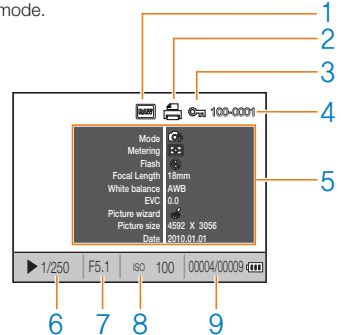 mode.
1
2
3
RAW 100-0001 4
Mode
Metering
Flash
Focal Length 18mm
White balance AWB
EVC 0.0
Picture wizard
Picture size 4592 X 3056
Date 2010.01.01
5
1/250 F5.1 ISO 100 00004/00009
6 7 8 9